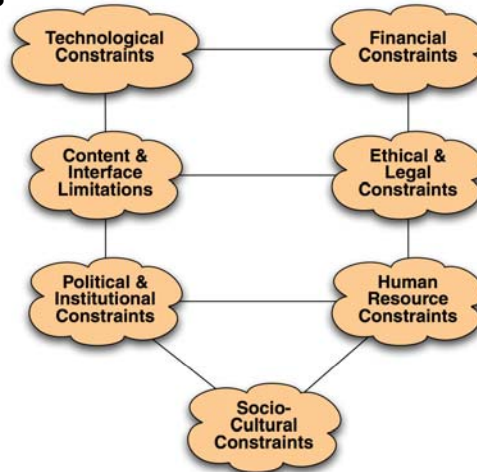 Technological
Constraints
Financial
Constraints
Content &
Interface
Limitations
Ethical &
Legal
Constraints
Political &
Institutional
Constraints
Human
Resource
Constraints
Socio-
Cultural
Constraints